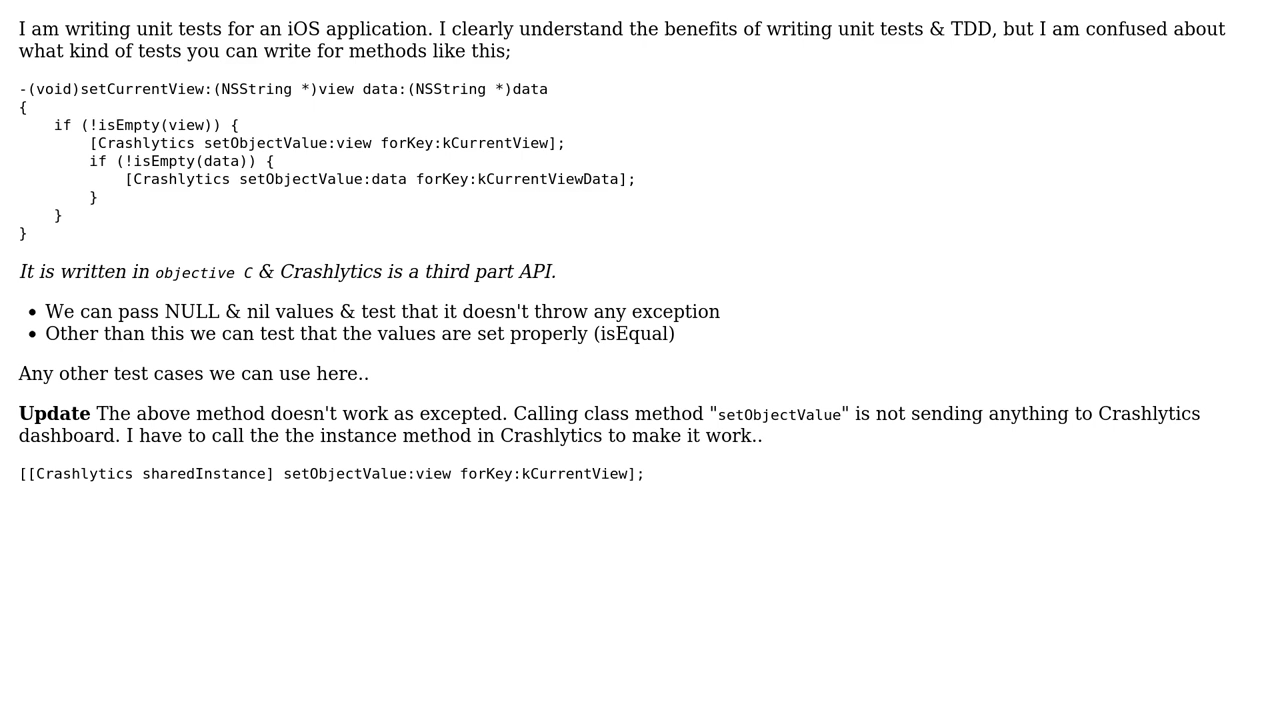 I am writing unit tests for an iOS application. I clearly understand the benefits of writing unit tests & TDD, but I am confused about
what kind of tests you can write for methods like this;
-(void)setCurrentView:(NSString *)view data:(NSString *)data
{
    if (!isEmpty(view)) {
        [Crashlytics setObjectValue:view forKey:kCurrentView];
        if (!isEmpty(data)) {
            [Crashlytics setObjectValue:data forKey:kCurrentViewData];
        }
    }
}
It is written in objective C & Crashlytics is a third part API.
• We can pass NULL & nil values & test that it doesn't throw any exception
• Other than this we can test that the values are set properly (isEqual)
Any other test cases we can use here..
Update The above method doesn't work as excepted. Calling class method "setObjectValue" is not sending anything to Crashlytics
dashboard. I have to call the the instance method in Crashlytics to make it work..
[[Crashlytics sharedInstance] setObjectValue:view forKey:kCurrentView];